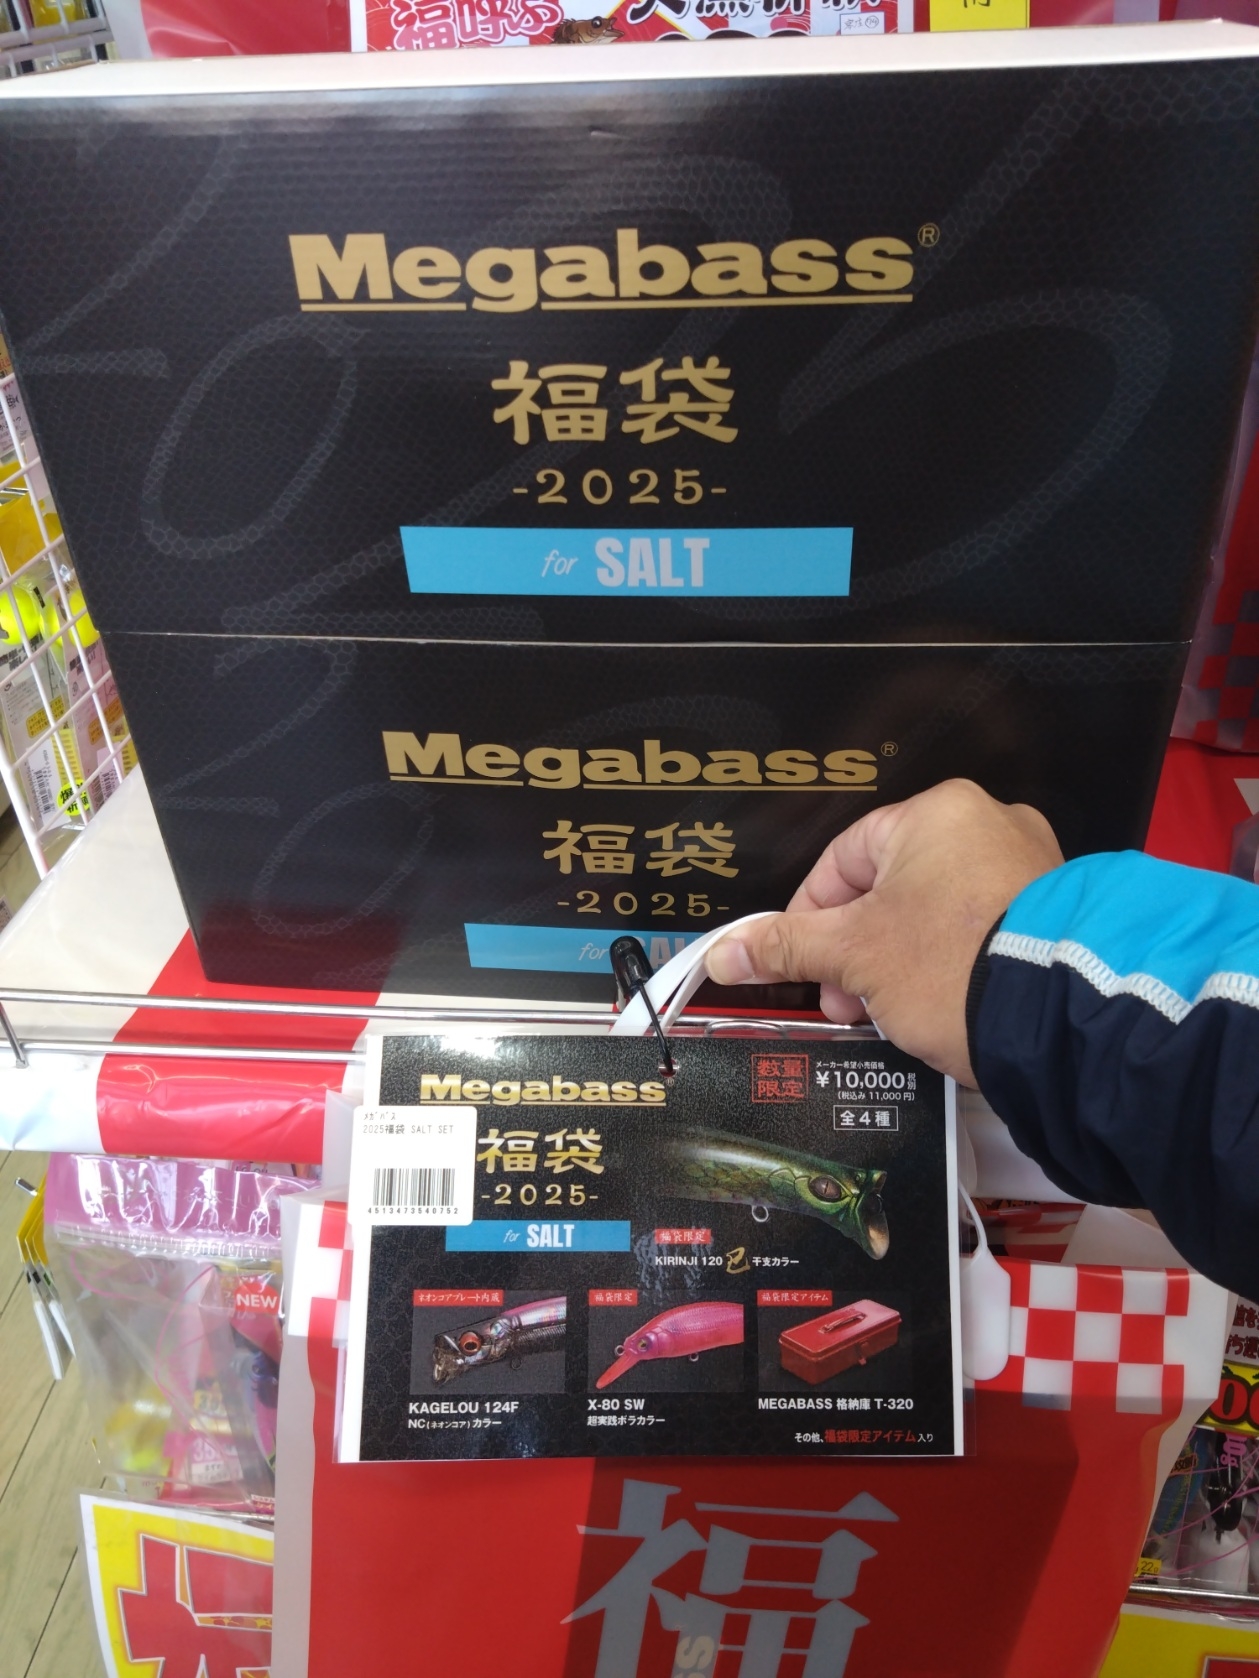 福呼ぶ
Megabass®
福袋
-2025-
for SALT
Megabass®
福袋
-2025-
for SAL
Megabass
数量
限定
メーカー希望小売価格
¥10,000税別
(税込み 11,000円)
全4種
メガバス
2025福袋 SALT SET
4513473540752
福袋
-2025-
for SALT
福袋限定
KIRINJI 120 己 干支カラー
ネオンコアプレート内蔵
福袋限定
福袋限定アイテム
KAGELOU 124F
NC(ネオンコア)カラー
X-80 SW
超実践ボラカラー
MEGABASS 格納庫 T-320
その他、福袋限定アイテム入り
NEW
福